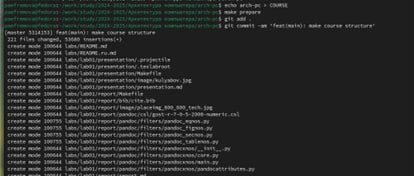 pmefremova@fedora:~/work/study/2024-2025/Архитектура компьютера/arch-pc$ echo arch-pc > COURSE
pmefremova@fedora:~/work/study/2024-2025/Архитектура компьютера/arch-pc$ make prepare
pmefremova@fedora:~/work/study/2024-2025/Архитектура компьютера/arch-pc$ git add .
pmefremova@fedora:~/work/study/2024-2025/Архитектура компьютера/arch-pc$ git commit -am 'feat(main): make course structure'
[master 5314153] feat(main): make course structure
221 files changed, 53680 insertions(+)
create mode 100644 labs/README.md
create mode 100644 labs/README.ru.md
create mode 100644 labs/lab01/presentation/.projectile
create mode 100644 labs/lab01/presentation/.texlabroot
create mode 100644 labs/lab01/presentation/Makefile
create mode 100644 labs/lab01/presentation/image/kulyabov.jpg
create mode 100644 labs/lab01/presentation/presentation.md
create mode 100644 labs/lab01/report/Makefile
create mode 100644 labs/lab01/report/bib/cite.bib
create mode 100644 labs/lab01/report/image/placeimg_800_600_tech.jpg
create mode 100644 labs/lab01/report/pandoc/csl/gost-r-7-0-5-2008-numeric.csl
create mode 100755 labs/lab01/report/pandoc/filters/pandoc_eqnos.py
create mode 100755 labs/lab01/report/pandoc/filters/pandoc_fignos.py
create mode 100755 labs/lab01/report/pandoc/filters/pandoc_secnos.py
create mode 100755 labs/lab01/report/pandoc/filters/pandoc_tablenos.py
create mode 100644 labs/lab01/report/pandoc/filters/pandocxnos/__init__.py
create mode 100644 labs/lab01/report/pandoc/filters/pandocxnos/core.py
create mode 100644 labs/lab01/report/pandoc/filters/pandocxnos/main.py
create mode 100644 labs/lab01/report/pandoc/filters/pandocxnos/pandocattributes.py